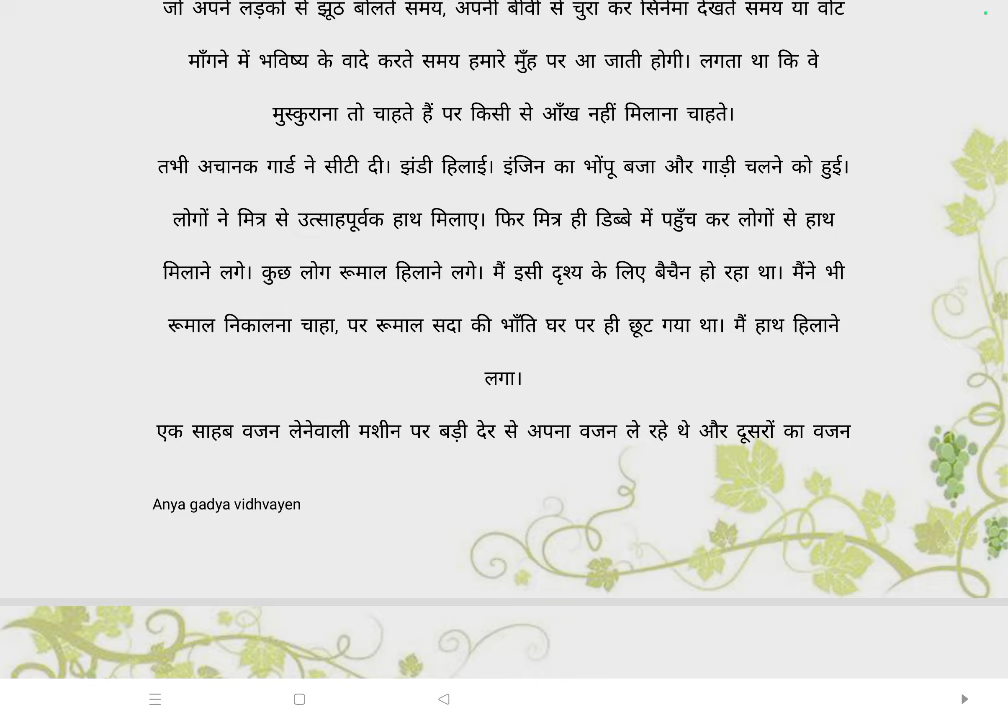 जो अपने लड़कों से झूठ बोलते समय, अपनी बीवी से चुरा कर सिनेमा देखते समय या वोट
माँगने में भविष्य के वादे करते समय हमारे मुँह पर आ जाती होगी। लगता था कि वे
मुस्कुराना तो चाहते हैं पर किसी से आँख नहीं मिलाना चाहते।
तभी अचानक गार्ड ने सीटी दी। झंडी हिलाई। इंजिन का भोंपू बजा और गाड़ी चलने को हुई।
लोगों ने मित्र से उत्साहपूर्वक हाथ मिलाए। फिर मित्र ही डिब्बे में पहुँच कर लोगों से हाथ
मिलाने लगे। कुछ लोग रूमाल हिलाने लगे। मैं इसी दृश्य के लिए बैचैन हो रहा था। मैंने भी
रूमाल निकालना चाहा, पर रूमाल सदा की भाँति घर पर ही छूट गया था। मैं हाथ हिलाने
लगा।
एक साहब वजन लेनेवाली मशीन पर बड़ी देर से अपना वजन ले रहे थे और दूसरों का वजन
Anya gadya vidhvayen